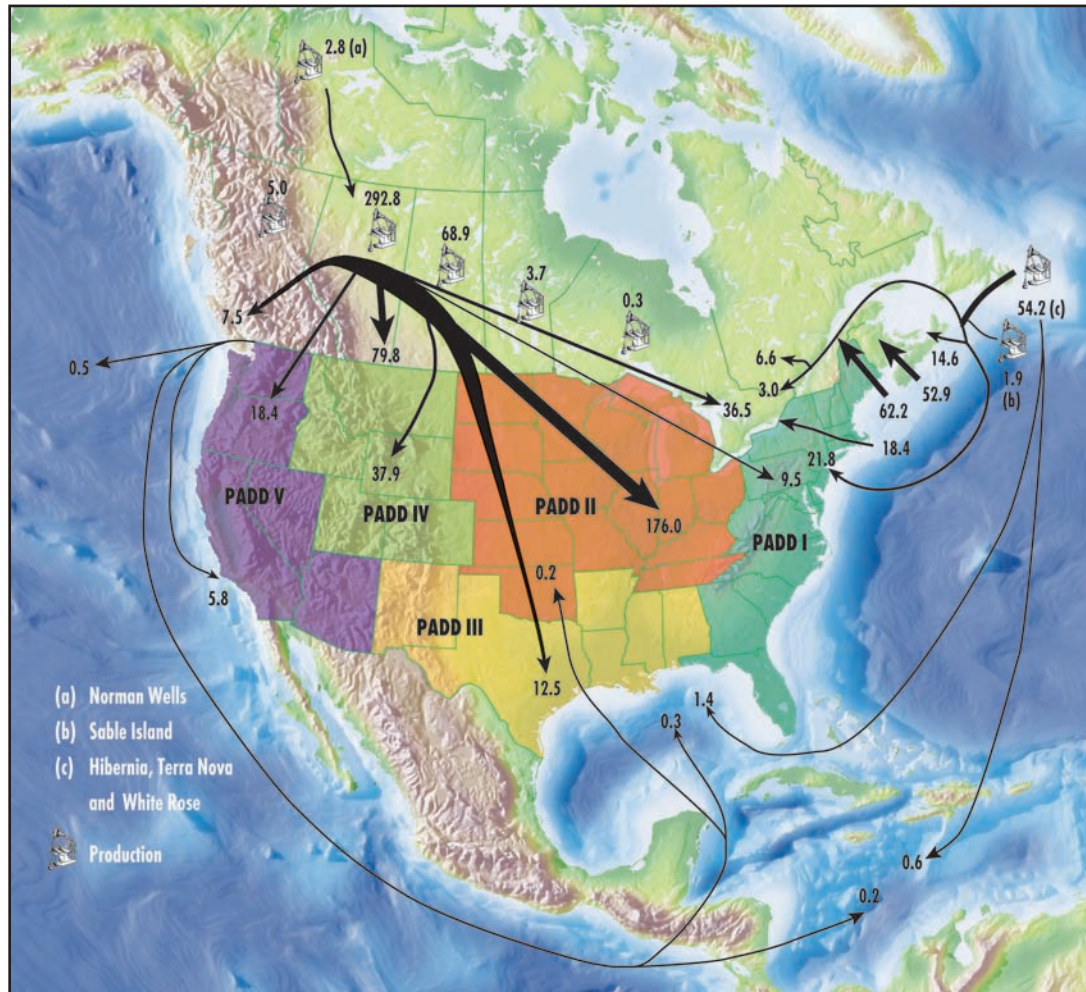 2.8 (a)
5.0
292.8
68.9
3.7
0.3
54.2 (c)
7.5
79.8
6.6
14.6
0.5
3.0
1.9
(b)
52.9
62.2
36.5
18.4
18.4
21.8
37.9
9.5
PADD V
PADD IV
PADD II
176.0
PADD I
0.2
5.8
PADD III
12.5
1.4
0.3
(a) Norman Wells
(b) Sable Island
(c) Hibernia, Terra Nova
and White Rose
Production
0.6
0.2